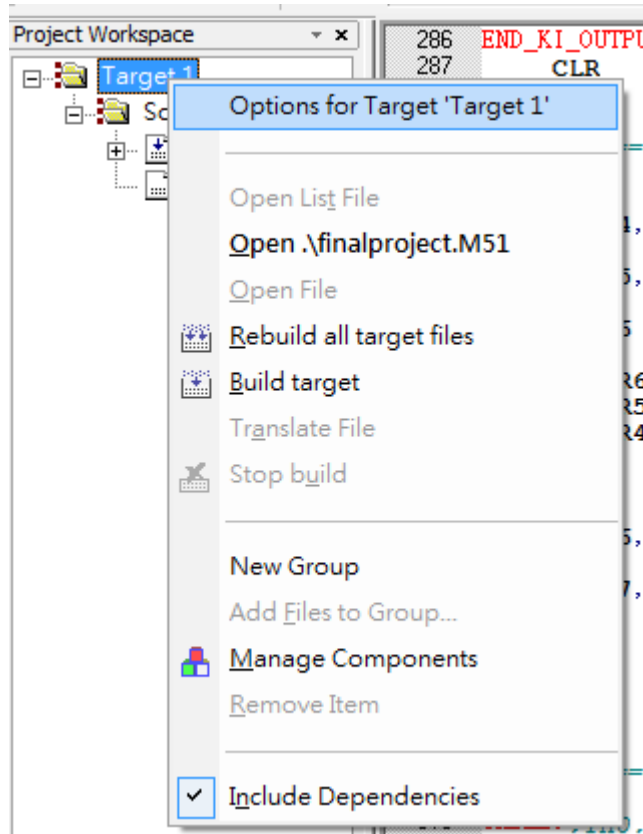 Project Workspace
286 END_KI_OUTPU
287 CLR
Target 1
Options for Target 'Target 1'
Open List File
Open .\finalproject.M51
Open File
Rebuild all target files
Build target
Translate File
Stop build
New Group
Add Files to Group...
Manage Components
Remove Item
Include Dependencies